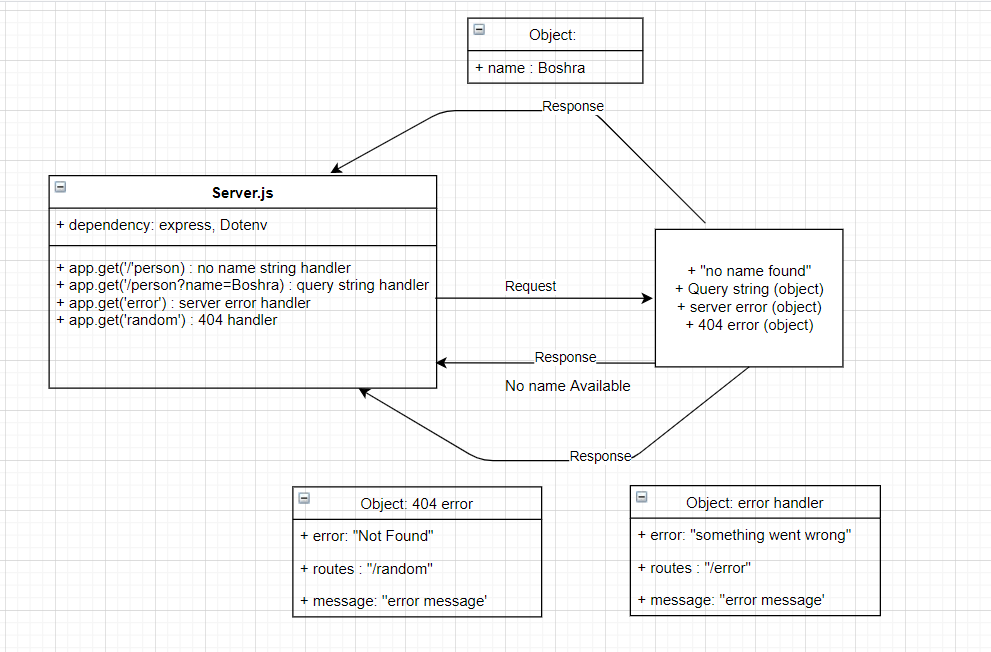 Object:
+ name : Boshra
Response
Server.js
+ dependency: express, Dotenv
+ app.get('/'person) : no name string handler
+ app.get('/person?name=Boshra) : query string handler
+ app.get('error') : server error handler
+ app.get('random') : 404 handler
Request
+ "no name found"
+ Query string (object)
+ server error (object)
+ 404 error (object)
Response
No name Available
Response
Object: 404 error
+ error: "Not Found"
+ routes : "/random"
+ message: "error message'
Object: error handler
+ error: "something went wrong"
+ routes : "/error"
+ message: "error message'